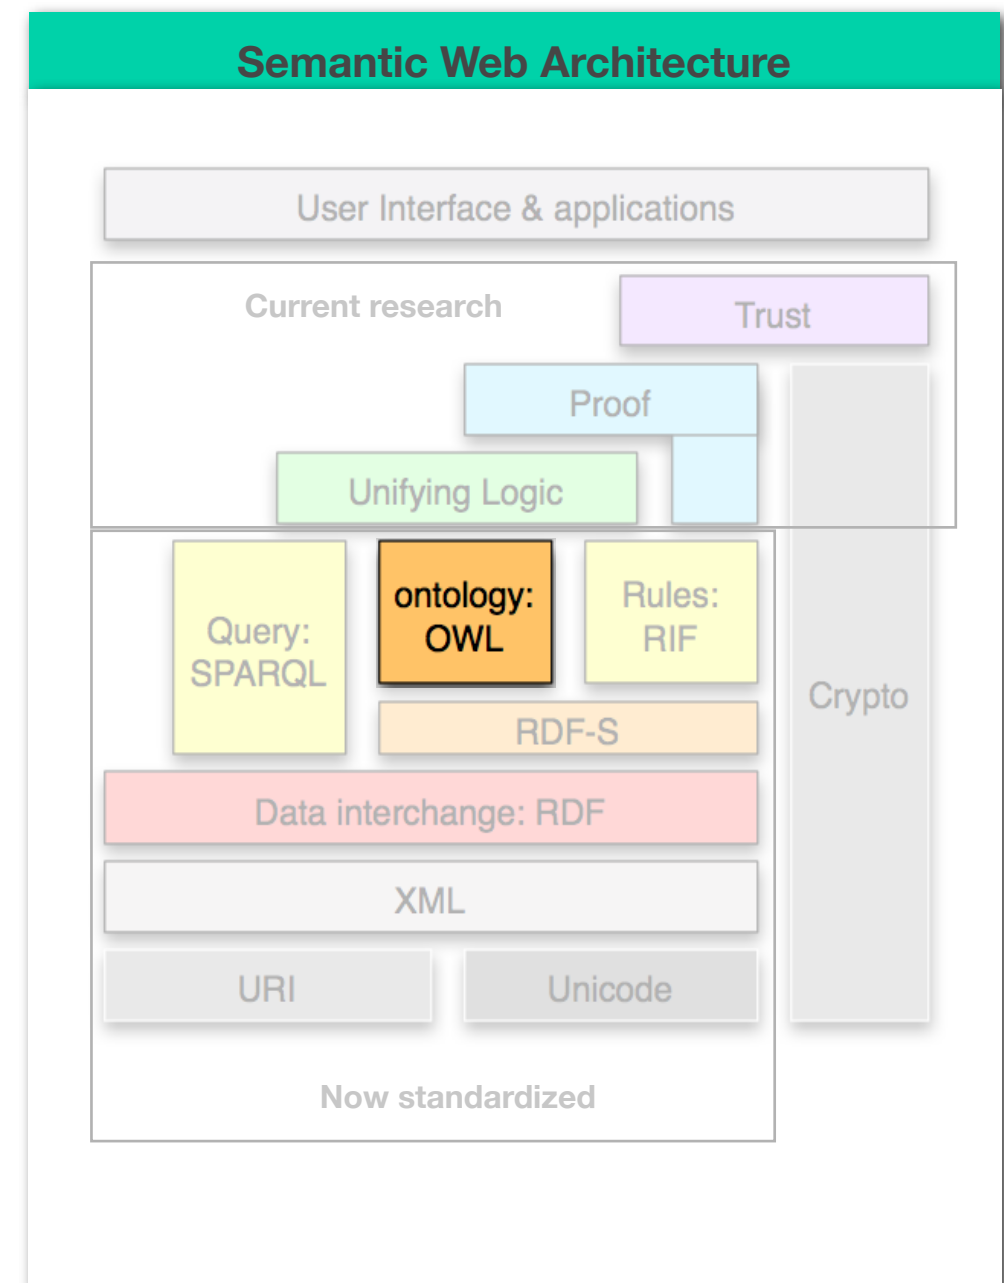 Semantic Web Architecture
User Interface & applications
Current research
Trust
Proof
Unifying Logic
Query:
SPARQL
ontology:
OWL
Rules:
RIF
Crypto
RDF-S
Data interchange: RDF
XML
URI
Unicode
Now standardized